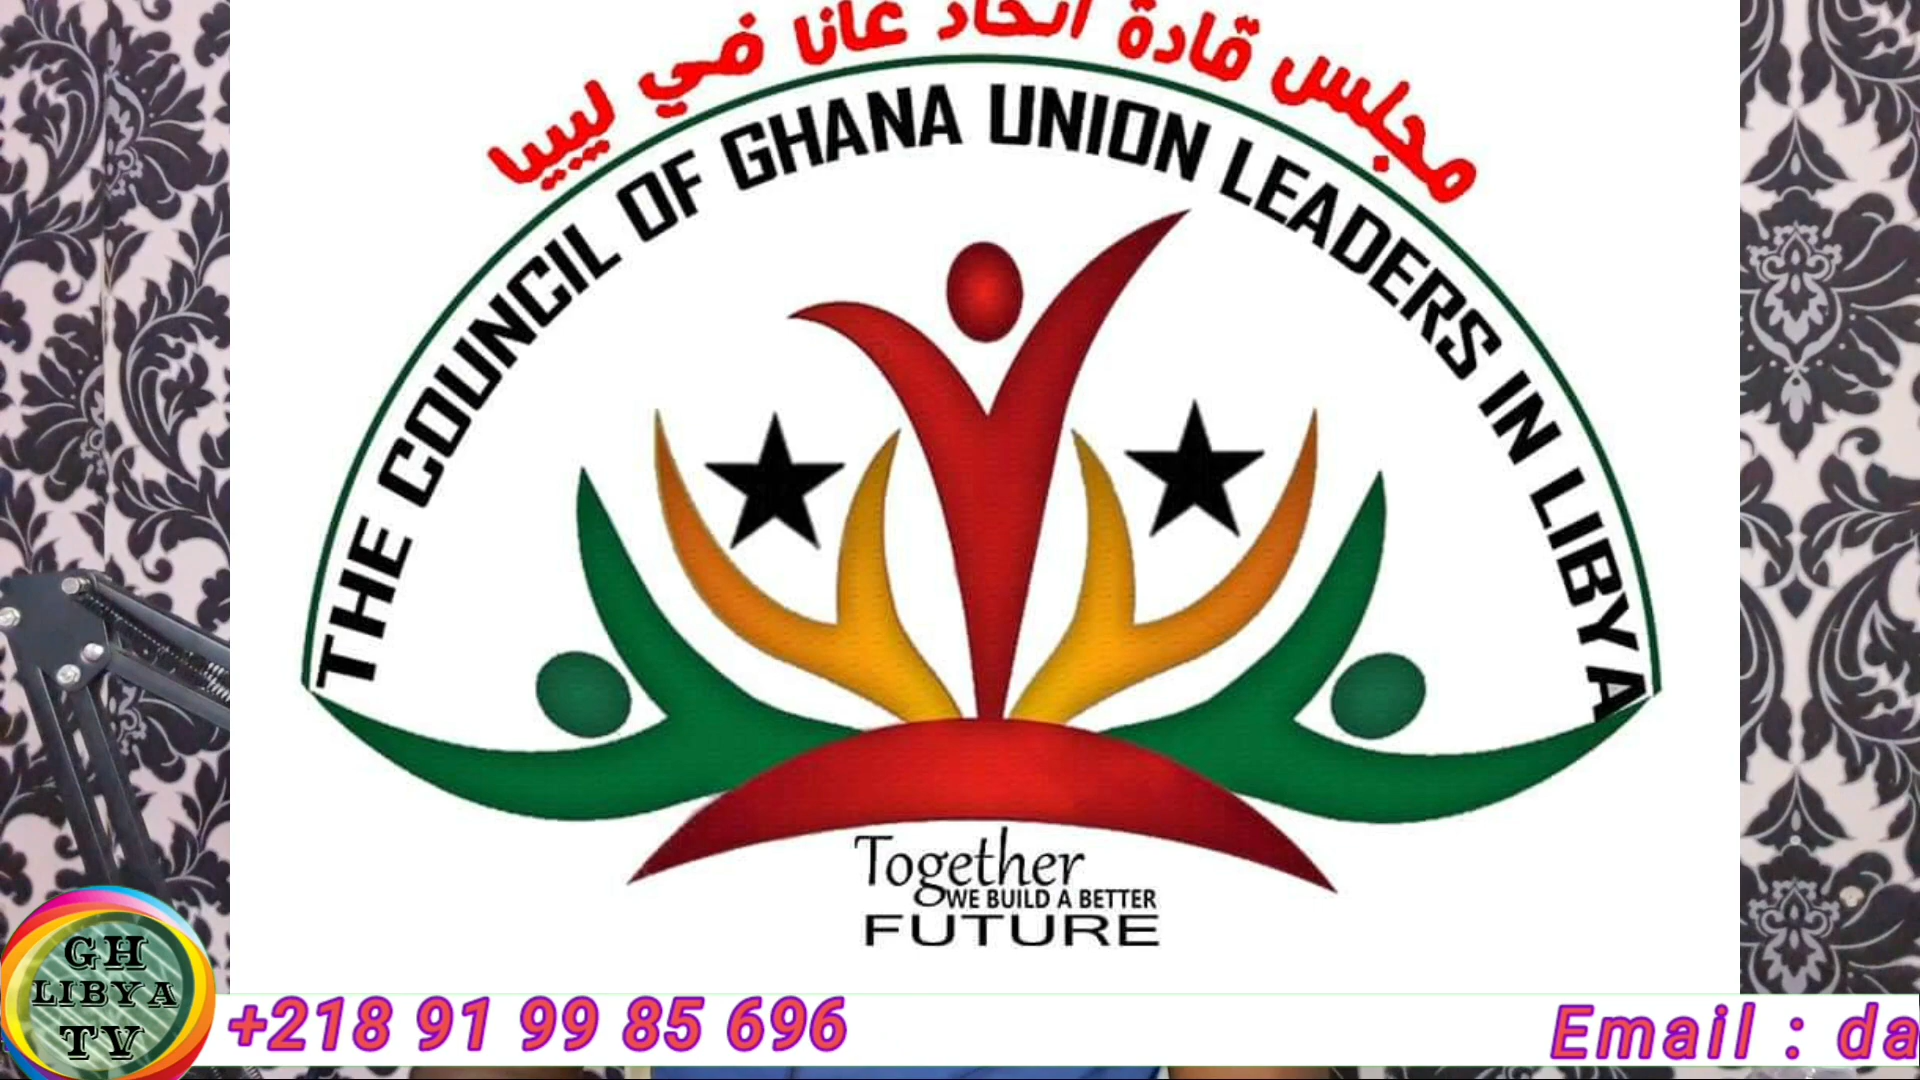 مجلس قادة اتحاد غانا في ليبيا
THE COUNCIL OF GHANA UNION LEADERS IN LIBYA
Together
WE BUILD A BETTER
FUTURE
GH
LIBYA
TV
+218 91 99 85 696
Email : da